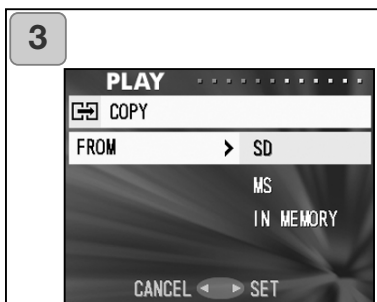 3
PLAY
COPY
FROM > SD
MS
IN MEMORY
CANCEL ◄ ► SET